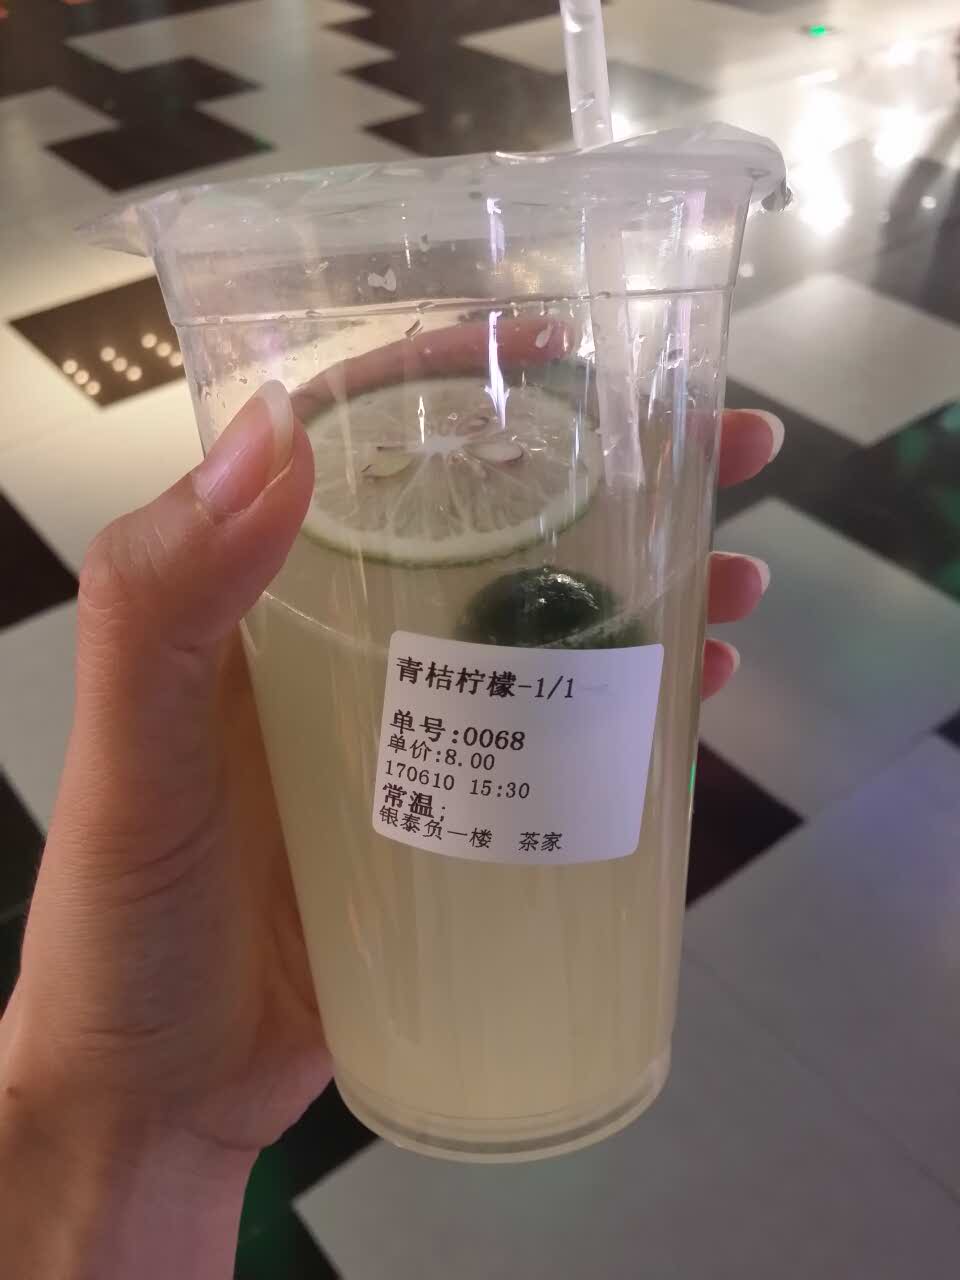 青桔柠檬-1/1
单号:0068
单价:8.00
170610 15:30
常温;
银泰负一楼 茶家